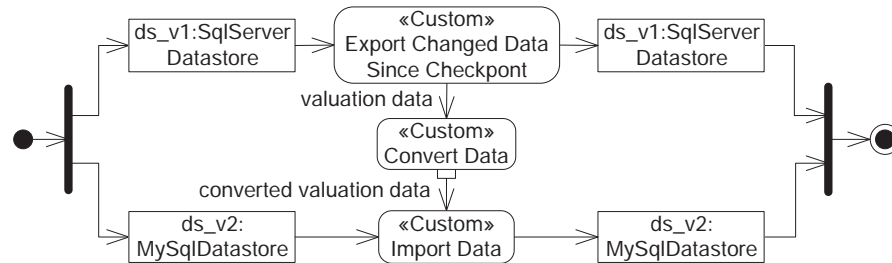 ds_v1:SqlServer
Datastore
«Custom»
Export Changed Data
Since Checkpont
ds_v1:SqlServer
Datastore
valuation data
«Custom»
Convert Data
converted valuation data
ds_v2:
MySqlDatastore
«Custom»
Import Data
ds_v2:
MySqlDatastore